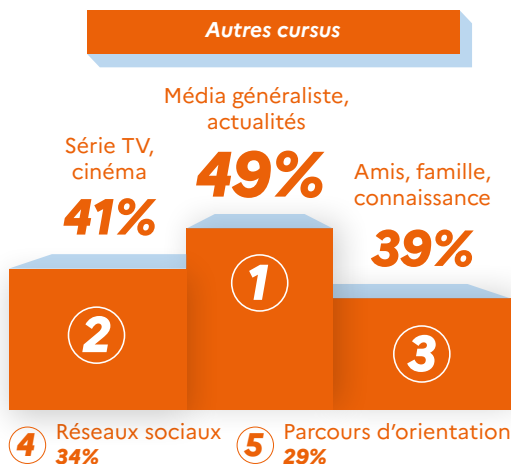 Autres cursus
Média généraliste,
actualités
49%
Série TV,
cinéma
41%
Amis, famille,
connaissance
39%
1
2
3
4 Réseaux sociaux
34%
5 Parcours d'orientation
29%